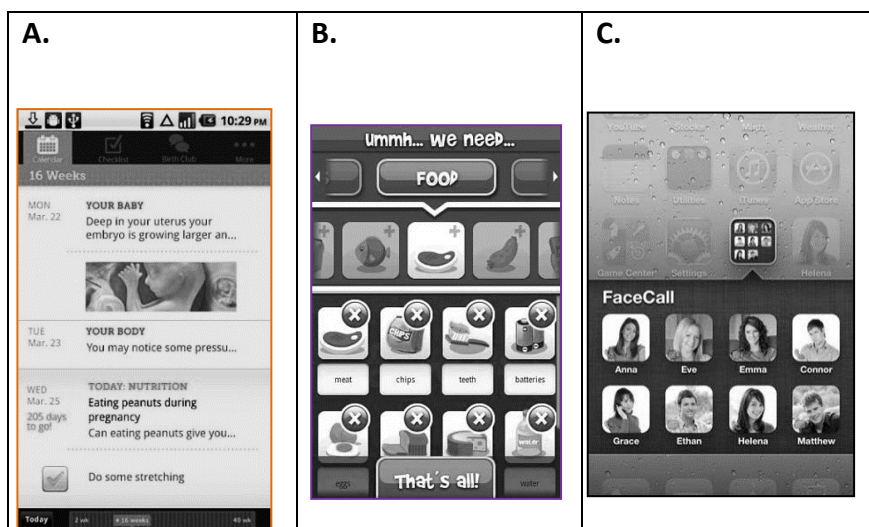 A.
10:29 PM
Calendar
Checklist
Birth Club
More
16 Weeks
MON
Mar. 22
YOUR BABY
Deep in your uterus your
embryo is growing larger an...
TUE
Mar. 23
YOUR BODY
You may notice some pressu...
WED
Mar. 25
205 days
to go!
TODAY: NUTRITION
Eating peanuts during
pregnancy
Can eating peanuts give you...
Do some stretching
Today
2 wk
16 weeks
40 wk
B.
Ummh... We need...
FOOD
CHIPS
meat
chips
teeth
batteries
water
eggs
That's all!
water
C.
YouTube
Stocks
Maps
Weather
Notes
Utilities
iTunes
App Store
Game Center
Settings
Helena
FaceCall
Anna
Eve
Emma
Connor
Grace
Ethan
Helena
Matthew